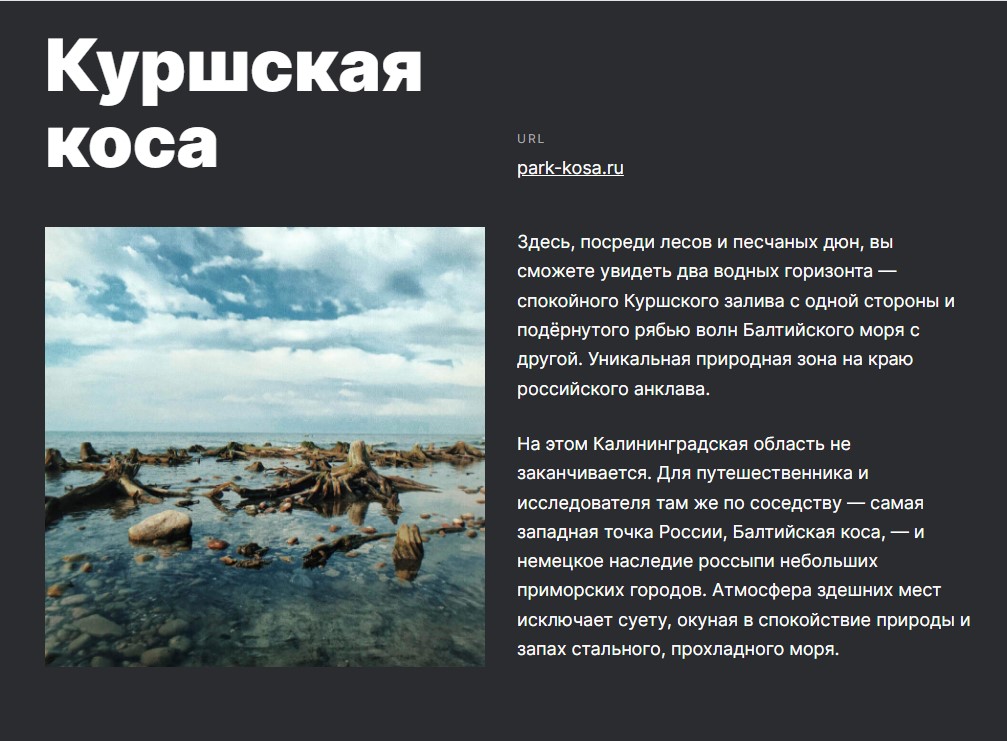 Куршская
коса
URL
park-kosa.ru
Здесь, посреди лесов и песчаных дюн, вы
сможете увидеть два водных горизонта —
спокойного Куршского залива с одной стороны и
подёрнутого рябью волн Балтийского моря с
другой. Уникальная природная зона на краю
российского анклава.
На этом Калининградская область не
заканчивается. Для путешественника и
исследователя там же по соседству — самая
западная точка России, Балтийская коса, — и
немецкое наследие россыпи небольших
приморских городов. Атмосфера здешних мест
исключает суету, окуная в спокойствие природы и
запах стального, прохладного моря.